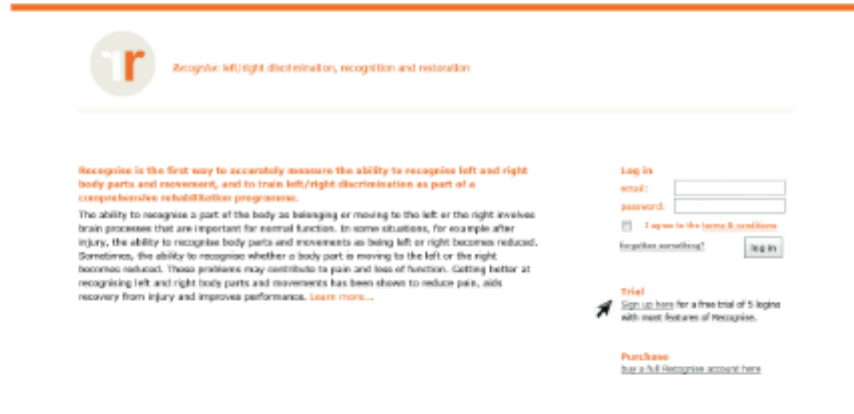 rr
Recognise: left/right discrimination, recognition and restoration
Recognise is the first way to accurately measure the ability to recognise left and right
body parts and movement, and to train left/right discrimination as part of a
comprehensive rehabilitation programme.
The ability to recognise a part of the body as belonging or moving to the left or the right involves
brain processes that are important for normal function. In some situations, for example after
injury, the ability to recognise body parts and movements as being left or right becomes reduced.
Sometimes, the ability to recognise whether a body part is moving to the left or the right
becomes reduced. These problems may contribute to pain and loss of function. Getting better at
recognising left and right body parts and movements has been shown to reduce pain, aids
recovery from injury and improves performance. Learn more...
Log in
email:
password:
I agree to the terms & conditions
forgotten something?
log in
Trial
Sign up here for a free trial of 5 logins
with most features of Recognise.
Purchase
buy a full Recognise account here